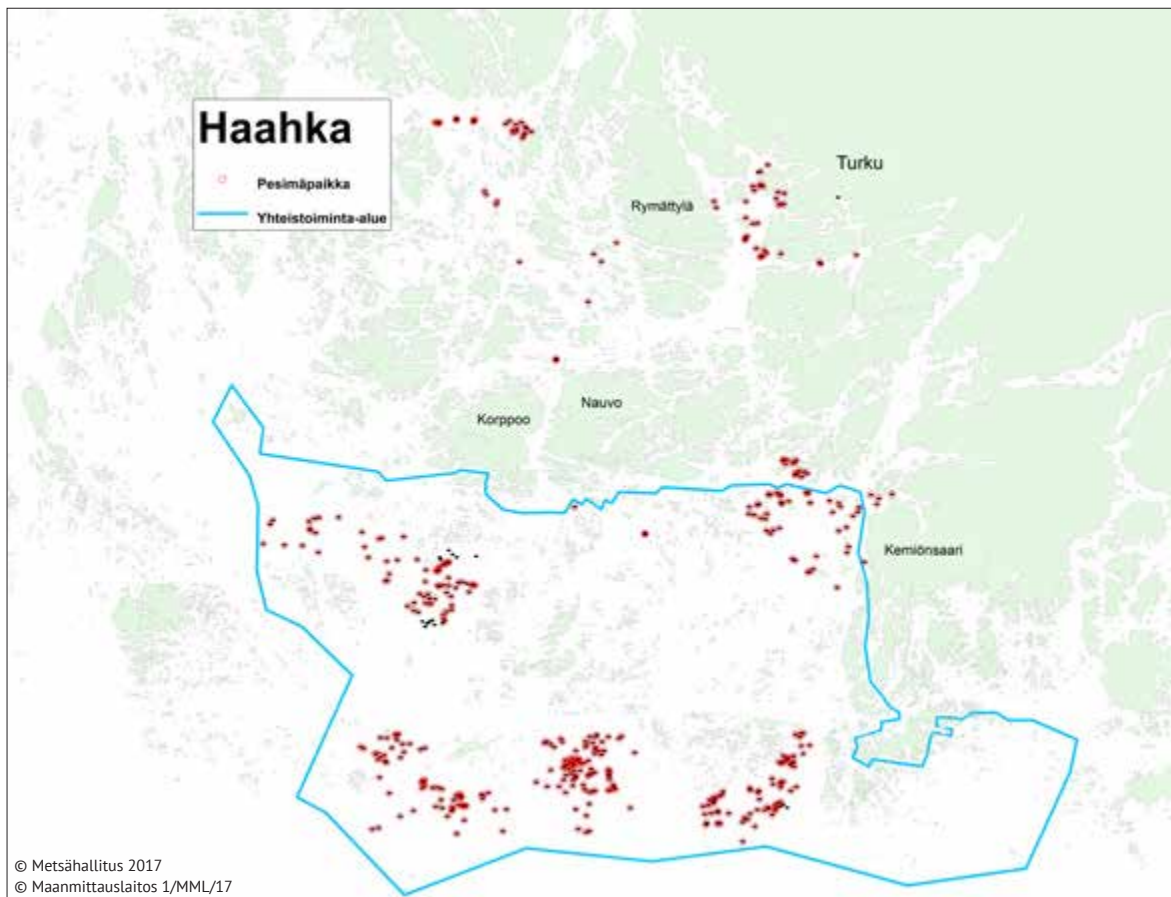 Haahka
Pesimäpaikka
Yhteistoiminta-alue
Turku
Rymättylä
Korppoo
Nauvo
Kemiönsaari
© Metsähallitus 2017
© Maanmittauslaitos 1/MML/17